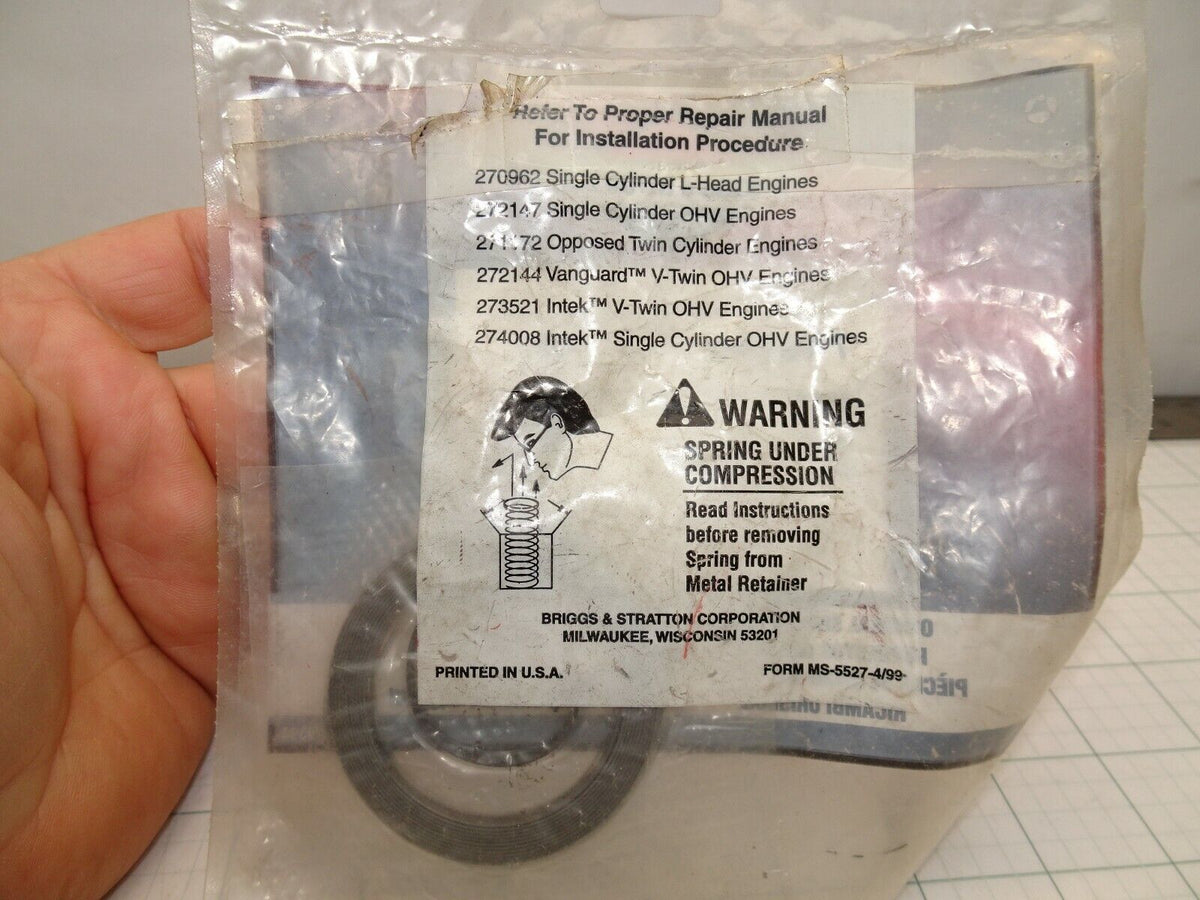 Refer To Proper Repair Manual
For Installation Procedure
270962 Single Cylinder L-Head Engines
272147 Single Cylinder OHV Engines
271172 Opposed Twin Cylinder Engines
272144 Vanguard™ V-Twin OHV Engines
273521 Intek™ V-Twin OHV Engines
274008 Intek™ Single Cylinder OHV Engines
WARNING
SPRING UNDER
COMPRESSION
Read Instructions
before removing
Spring from
Metal Retainer
BRIGGS & STRATTON CORPORATION
MILWAUKEE, WISCONSIN 53201
PRINTED IN U.S.A.
FORM MS-5527-4/99
RICAMBI